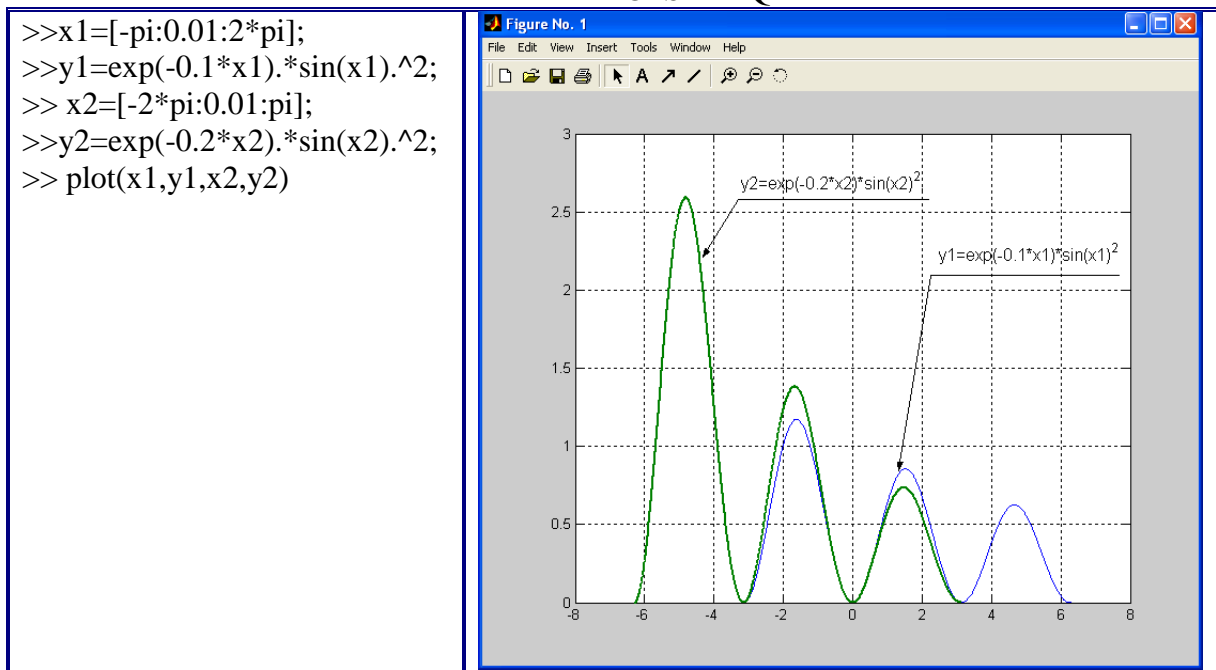 >>x1=[-pi:0.01:2*pi];
>>y1=exp(-0.1*x1).*sin(x1).^2;
>> x2=[-2*pi:0.01:pi];
>>y2=exp(-0.2*x2).*sin(x2).^2;
>> plot(x1,y1,x2,y2)
Figure No. 1
File Edit View Insert Tools Window Help
A
3
y2=exp(-0.2*x2)*sin(x2)²
2.5
y1=exp(-0.1*x1)*sin(x1)²
2
1.5
1
0.5
0
-8 -6 -4 -2 0 2 4 6 8